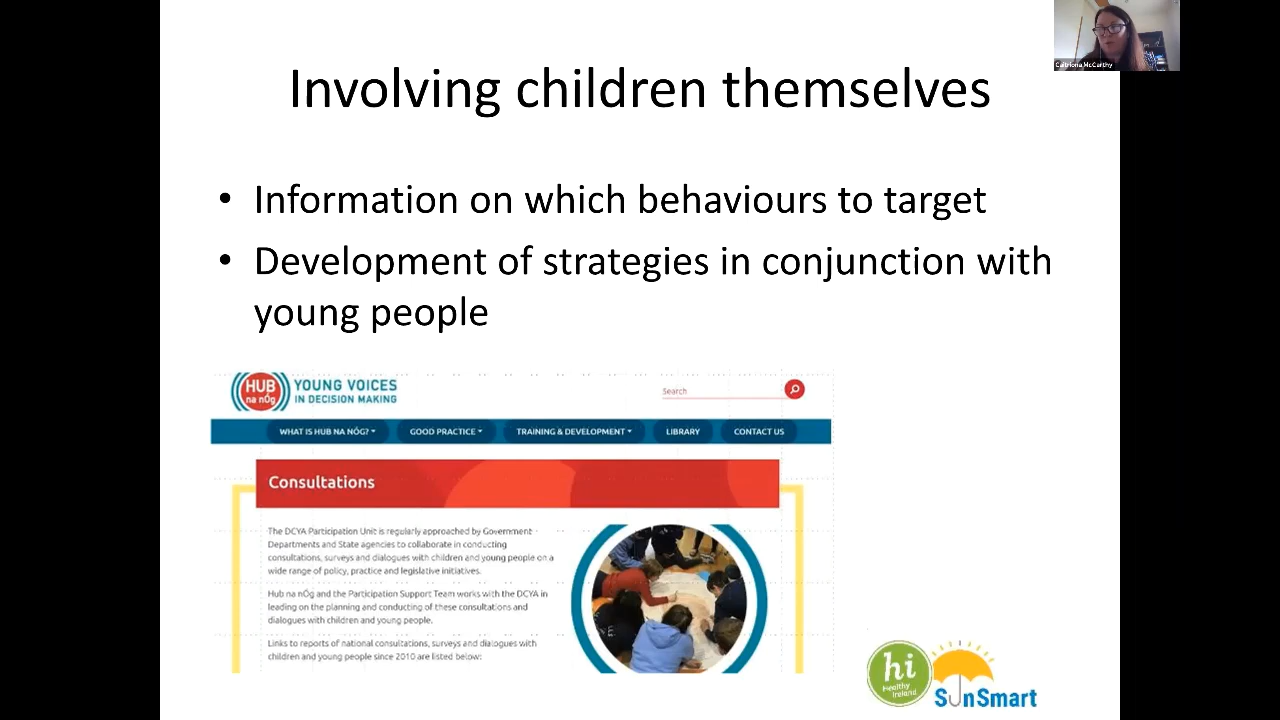 Caitriona McCarthy
Involving children themselves
• Information on which behaviours to target
• Development of strategies in conjunction with
young people
HUB
na nÓg
YOUNG VOICES
IN DECISION MAKING
Search
WHAT IS HUB NA NÓG?
GOOD PRACTICE
TRAINING & DEVELOPMENT
LIBRARY
CONTACT US
Consultations
The DCYA Participation Unit is regularly approached by Government
Departments and State agencies to collaborate in conducting
consultations, surveys and dialogues with children and young people on a
wide range of policy, practice and legislative initiatives.
Hub na nÓg and the Participation Support Team works with the DCYA in
leading on the planning and conducting of these consultations and
dialogues with children and young people.
Links to reports of national consultations, surveys and dialogues with
children and young people since 2010 are listed below:
hi
Healthy
Ireland
SunSmart